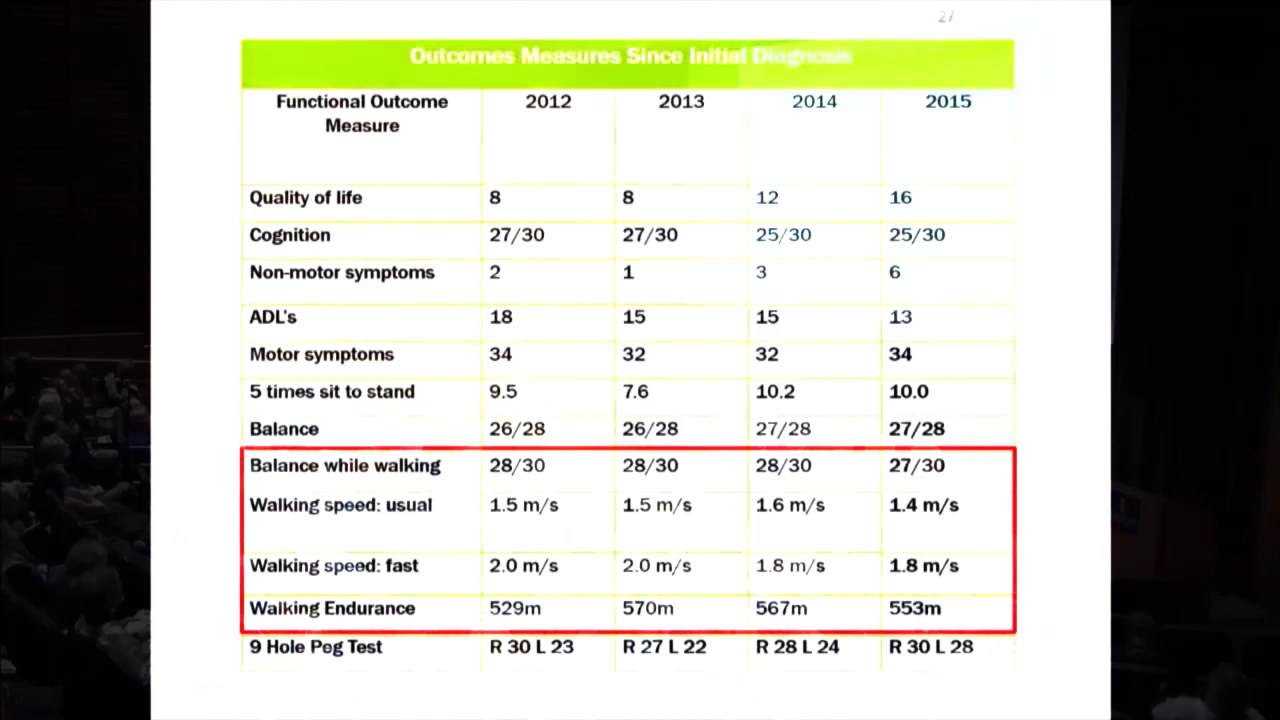 27
Outcomes Measures Since Initial Diagnosis
Functional Outcome Measure 2012 2013 2014 2015
Quality of life 8 8 12 16
Cognition 27/30 27/30 25/30 25/30
Non-motor symptoms 2 1 3 6
ADL's 18 15 15 13
Motor symptoms 34 32 32 34
5 times sit to stand 9.5 7.6 10.2 10.0
Balance 26/28 26/28 27/28 27/28
Balance while walking 28/30 28/30 28/30 27/30
Walking speed: usual 1.5 m/s 1.5 m/s 1.6 m/s 1.4 m/s
Walking speed: fast 2.0 m/s 2.0 m/s 1.8 m/s 1.8 m/s
Walking Endurance 529m 570m 567m 553m
9 Hole Peg Test R 30 L 23 R 27 L 22 R 28 L 24 R 30 L 28